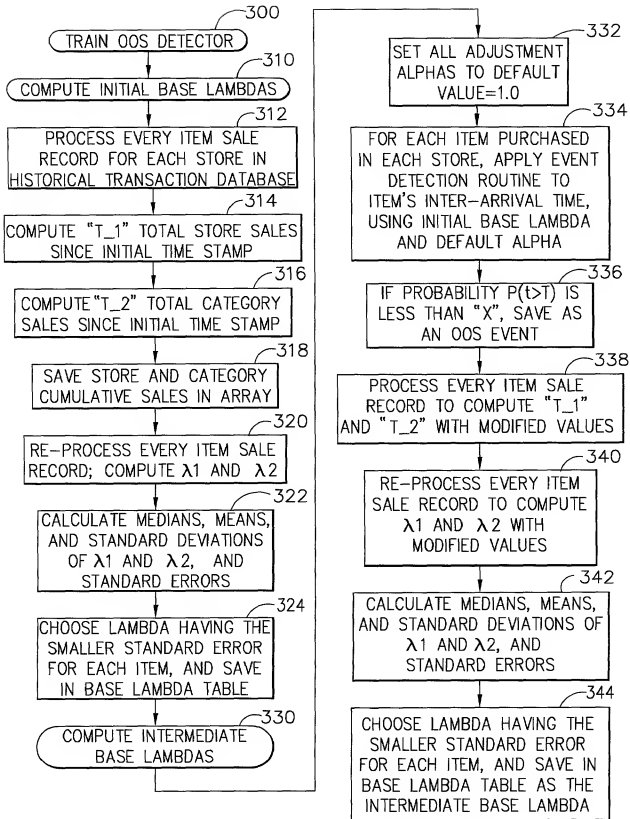 300
TRAIN OOS DETECTOR
310
COMPUTE INITIAL BASE LAMBDAS
312
PROCESS EVERY ITEM SALE
RECORD FOR EACH STORE IN
HISTORICAL TRANSACTION DATABASE
314
COMPUTE "T_1" TOTAL STORE SALES
SINCE INITIAL TIME STAMP
316
COMPUTE "T_2" TOTAL CATEGORY
SALES SINCE INITIAL TIME STAMP
318
SAVE STORE AND CATEGORY
CUMULATIVE SALES IN ARRAY
320
RE-PROCESS EVERY ITEM SALE
RECORD; COMPUTE λ1 AND λ2
322
CALCULATE MEDIANS, MEANS,
AND STANDARD DEVIATIONS
OF λ1 AND λ2, AND
STANDARD ERRORS
324
CHOOSE LAMBDA HAVING THE
SMALLER STANDARD ERROR
FOR EACH ITEM, AND SAVE
IN BASE LAMBDA TABLE
330
COMPUTE INTERMEDIATE
BASE LAMBDAS
332
SET ALL ADJUSTMENT
ALPHAS TO DEFAULT
VALUE=1.0
334
FOR EACH ITEM PURCHASED
IN EACH STORE, APPLY EVENT
DETECTION ROUTINE TO
ITEM'S INTER-ARRIVAL TIME,
USING INITIAL BASE LAMBDA
AND DEFAULT ALPHA
336
IF PROBABILITY P(t>T) IS
LESS THAN "X", SAVE AS
AN OOS EVENT
338
PROCESS EVERY ITEM SALE
RECORD TO COMPUTE "T_1"
AND "T_2" WITH MODIFIED VALUES
340
RE-PROCESS EVERY ITEM
SALE RECORD TO COMPUTE
λ1 AND λ2 WITH
MODIFIED VALUES
342
CALCULATE MEDIANS, MEANS,
AND STANDARD DEVIATIONS OF
λ1 AND λ2, AND
STANDARD ERRORS
344
CHOOSE LAMBDA HAVING THE
SMALLER STANDARD ERROR
FOR EACH ITEM, AND SAVE IN
BASE LAMBDA TABLE AS THE
INTERMEDIATE BASE LAMBDA